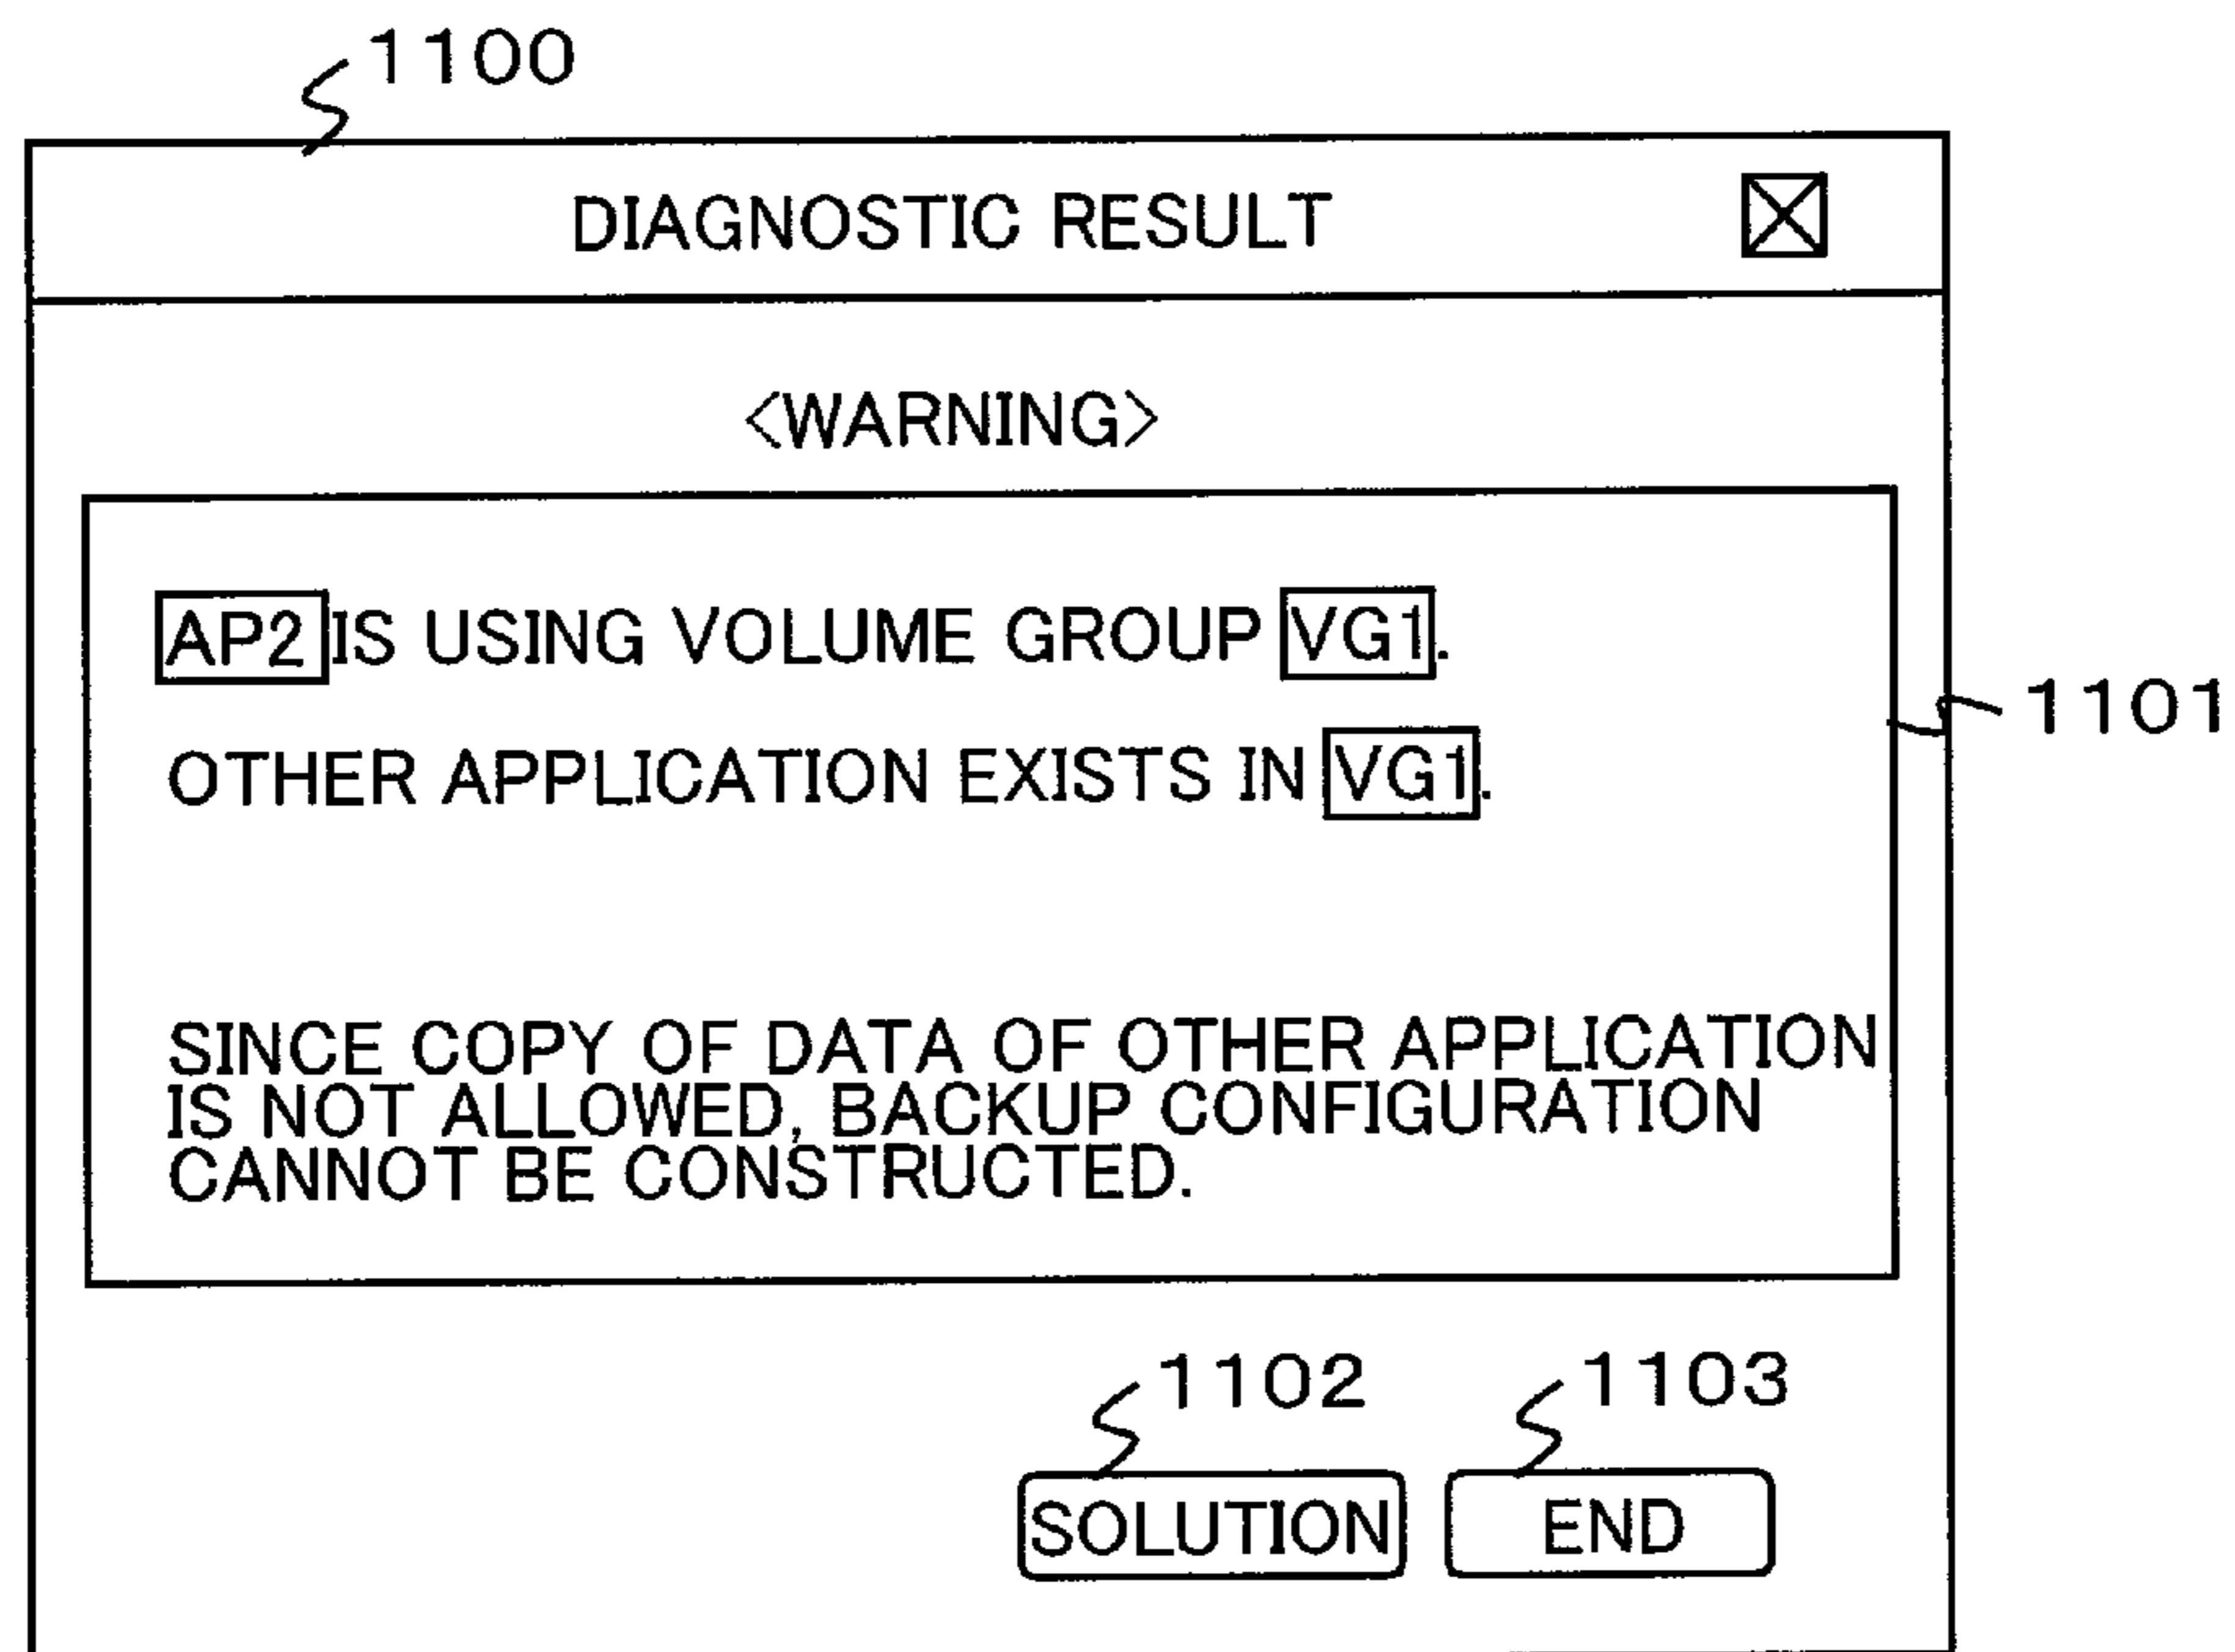 1100
DIAGNOSTIC RESULT
<WARNING>
AP2 IS USING VOLUME GROUP VG1.
1101
OTHER APPLICATION EXISTS IN VG1.
SINCE COPY OF DATA OF OTHER APPLICATION
IS NOT ALLOWED, BACKUP CONFIGURATION
CANNOT BE CONSTRUCTED.
1102 1103
SOLUTION END